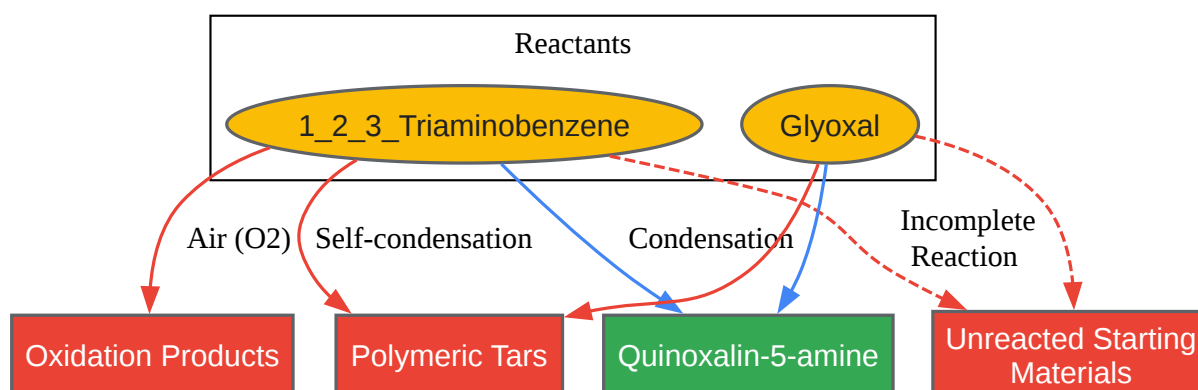 Reactants
1_2_3_Triaminobenzene
Glyoxal
Air (O2)
Self-condensation
Condensation
Incomplete
Reaction
Oxidation Products
Polymeric Tars
Quinoxalin-5-amine
Unreacted Starting
Materials